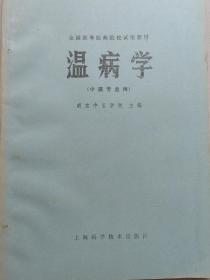 全国高等医药院校试用教材
温病学
(中医专业用)
南京中医学院 主编
上海科学技术出版社